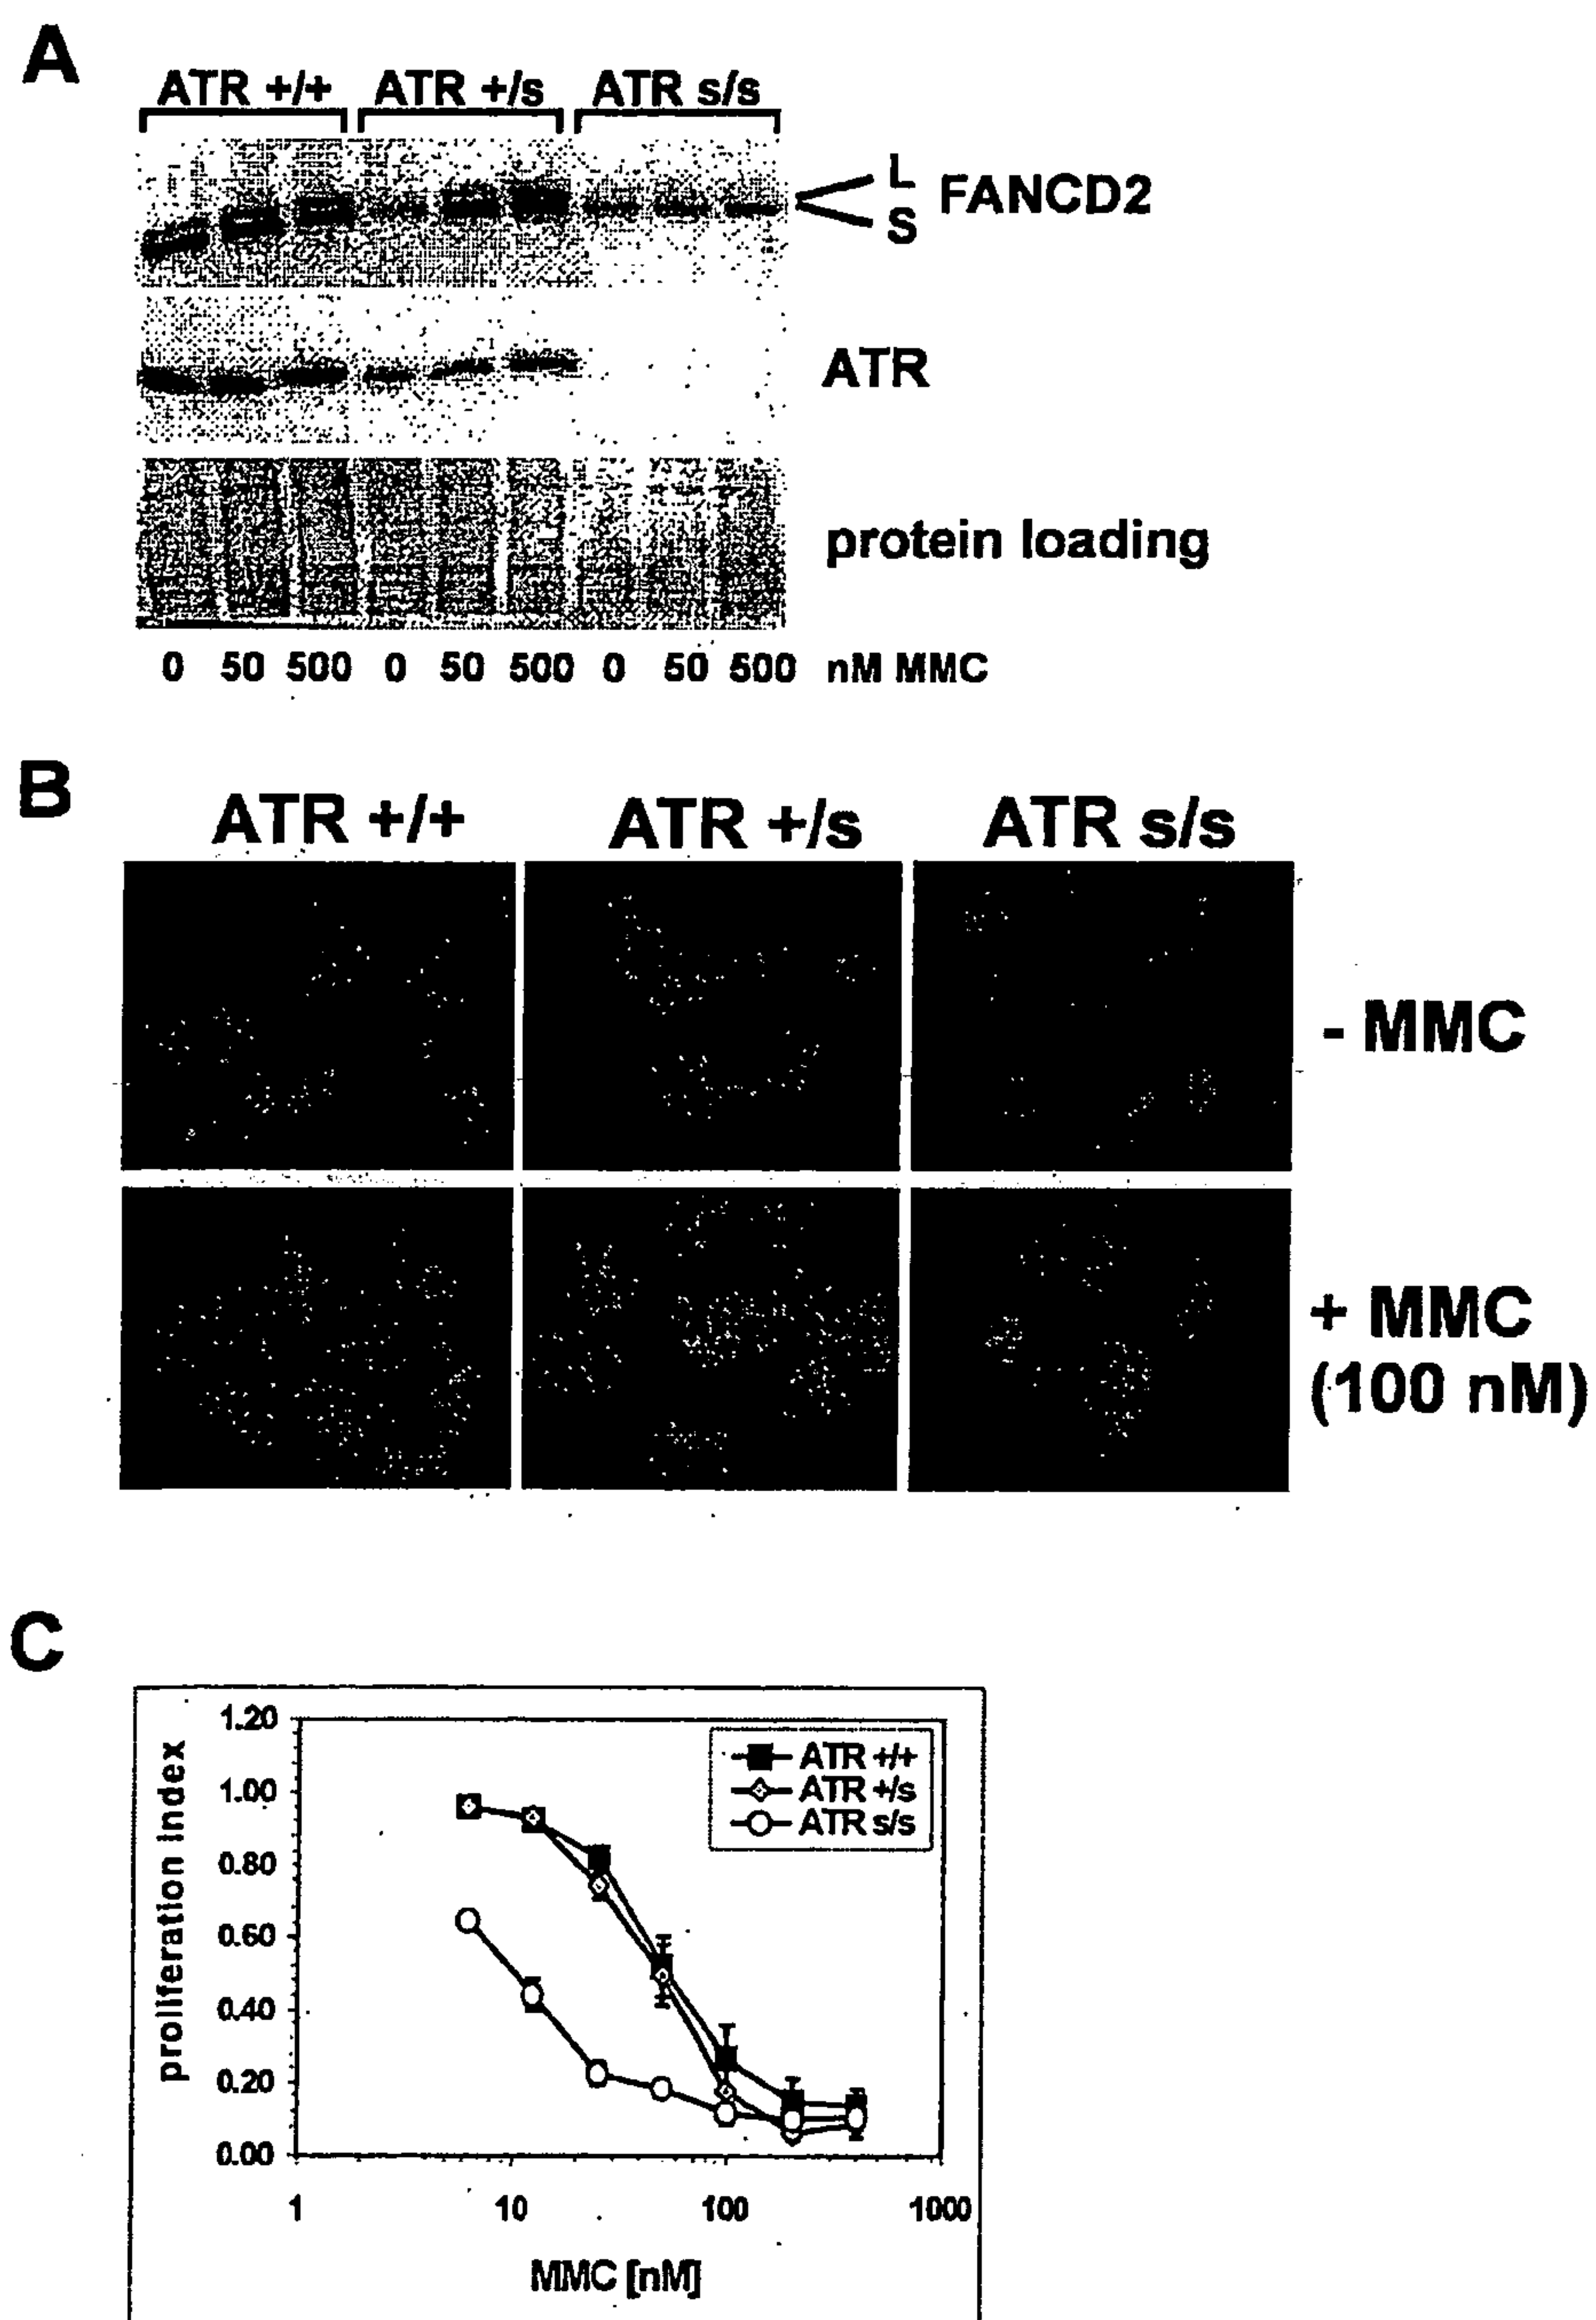 A
ATR +/+ ATR +/s ATR s/s
L
S
FANCD2
ATR
protein loading
0 50 500 0 50 500 0 50 500 nM MMC
B
ATR +/+ ATR +/s ATR s/s
- MMC
+ MMC
(100 nM)
C
1.20
1.00
0.80
0.60
0.40
0.20
0.00
proliferation index
ATR +/+
ATR +/s
ATR s/s
1 10 100 1000
MMC [nM]